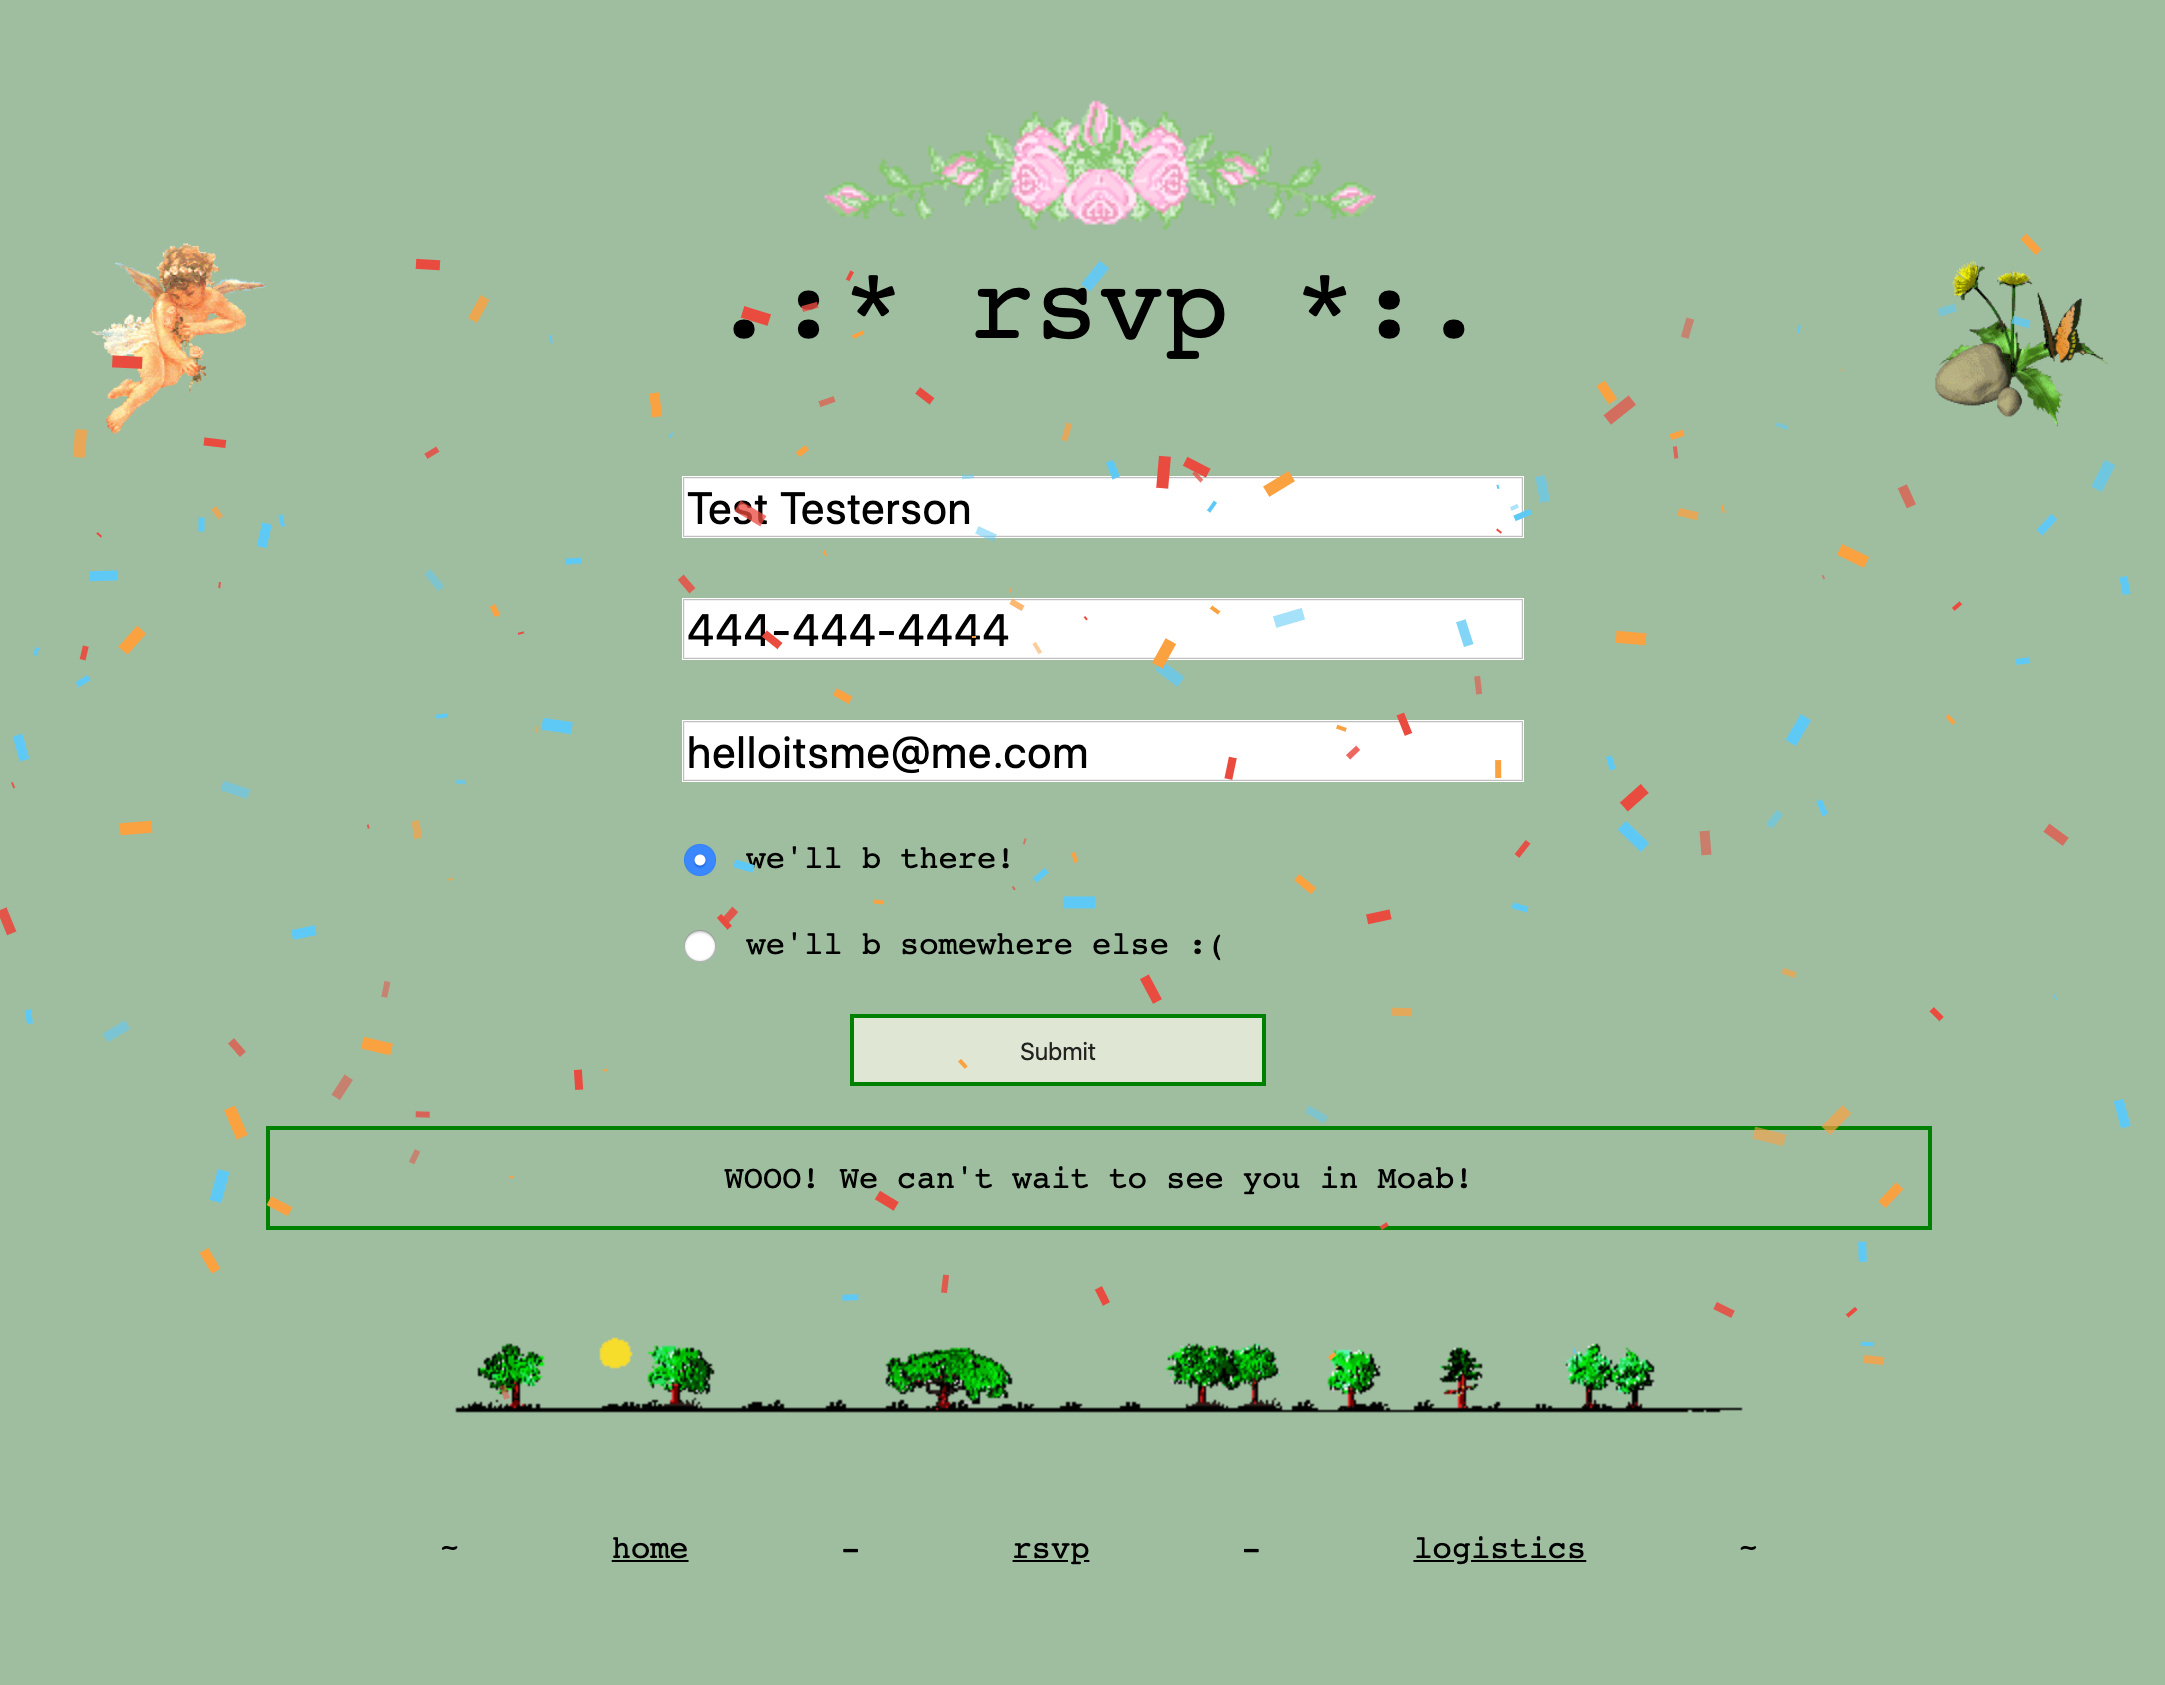 .:* rsvp *:.
Test Testerson
444-444-4444
helloitsme@me.com
we'll b there!
we'll b somewhere else :(
Submit
WOOO! We can't wait to see you in Moab!
~ home - rsvp - logistics ~